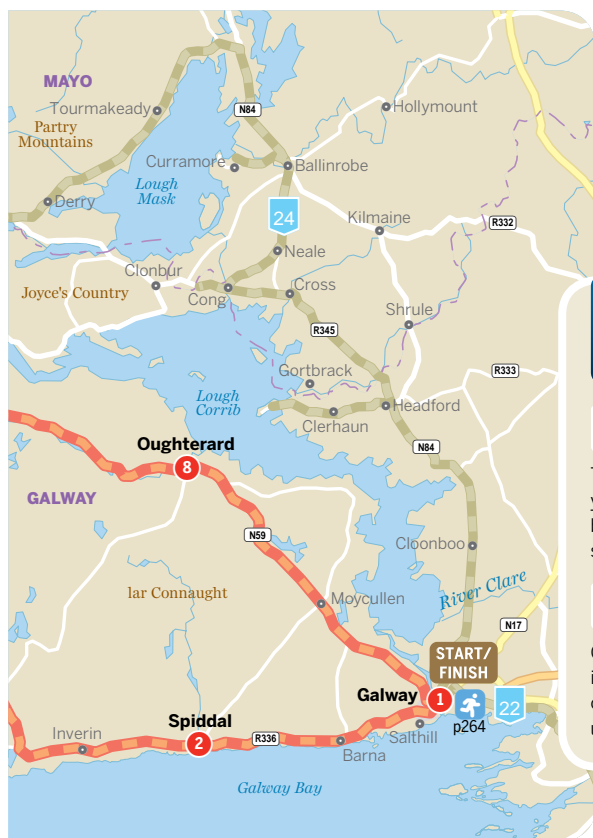 MAYO
Tourmakeady
Partry
Mountains
N84
Hollymount
Curramore
Ballinrobe
Lough
Mask
Derry
24
Kilmaine
R332
Neale
Clonbur
Joyce's Country
Cong
Cross
Shrule
R345
Gortbrack
R333
Lough
Corrib
Headford
Clerhaun
Oughterard
8
N84
GALWAY
N59
Cloonboo
lar Connaught
River Clare
Moycullen
N17
START/
FINISH
Galway
1
22
p264
Spiddal
2
R336
Salthill
Inverin
Barna
Galway Bay